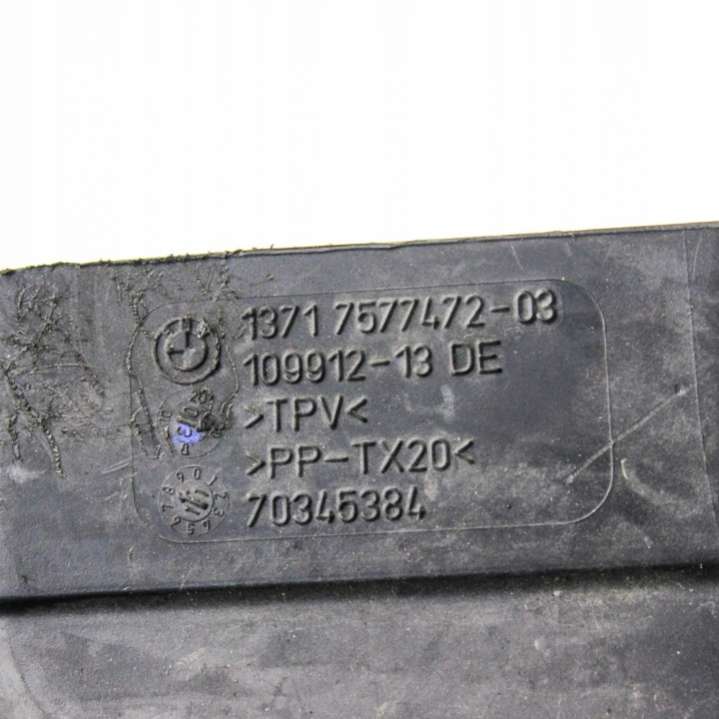 1371 7577472-03
109912-13 DE
>TPV<
>PP-TX20<
70345384